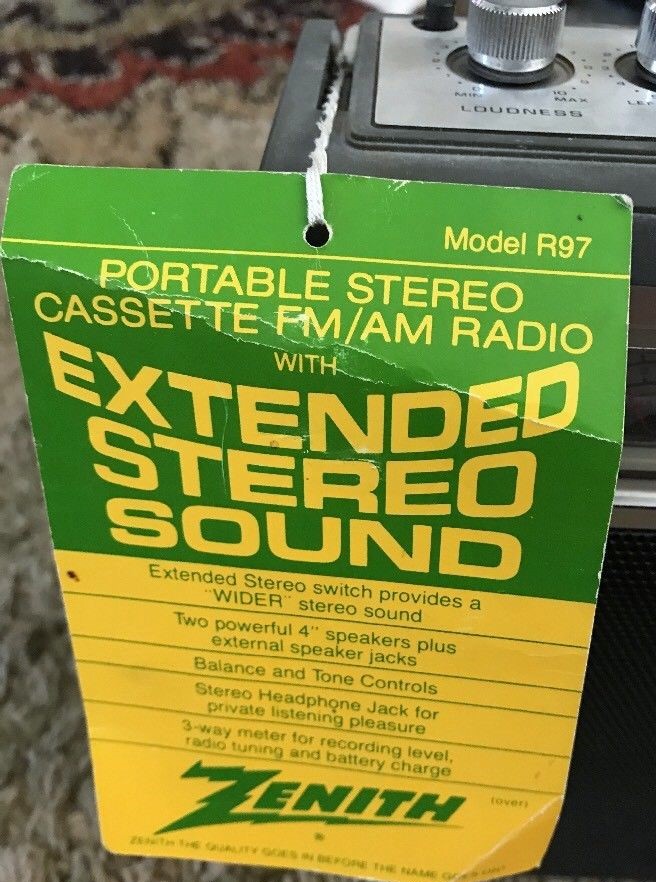 MIN
10
MAX
LOUDNESS
LEF
Model R97
PORTABLE STEREO
CASSETTE FM/AM RADIO
WITH
EXTENDED
STEREO
SOUND
Extended Stereo switch provides a
"WIDER" stereo sound
Two powerful 4" speakers plus
external speaker jacks
Balance and Tone Controls
Stereo Headphone Jack for
private listening pleasure
3-way meter for recording level,
radio tuning and battery charge
ZENITH
(over)
®
ZENITH THE QUALITY GOES IN BEFORE THE NAME GOES ON®